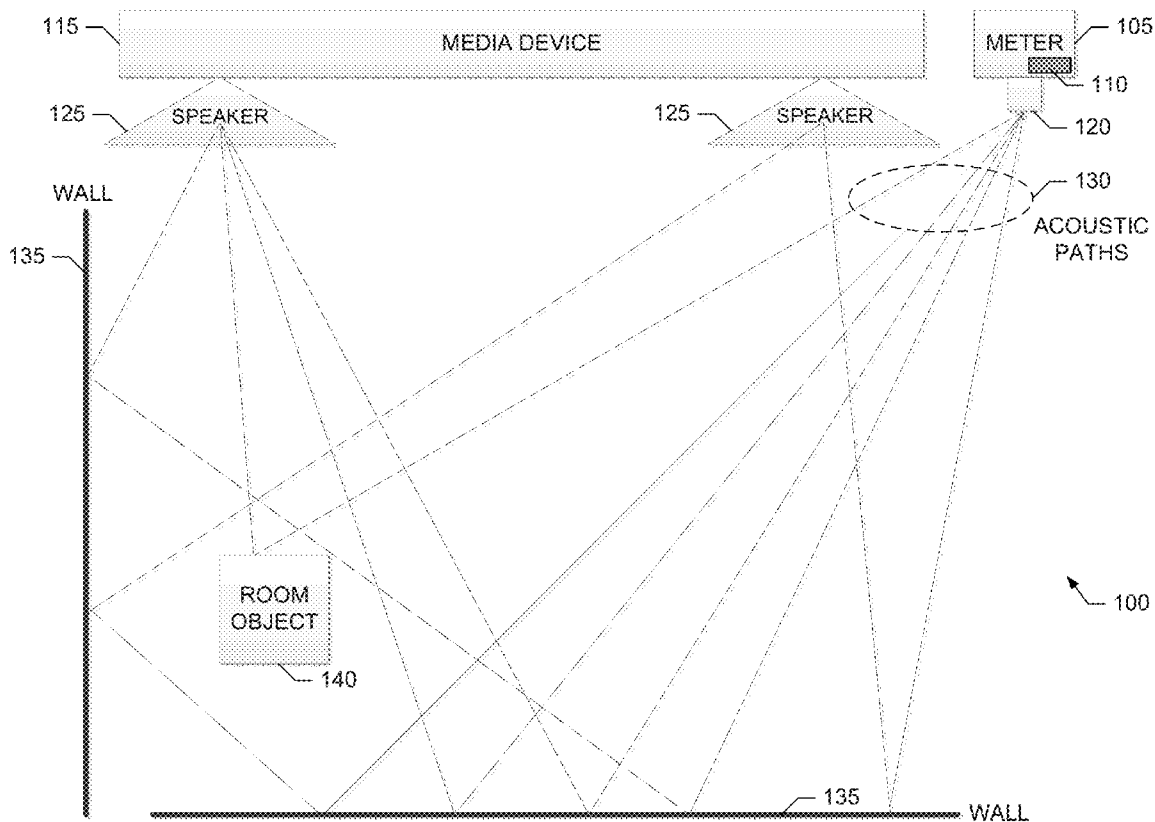 115
MEDIA DEVICE
METER
105
110
125
SPEAKER
125
SPEAKER
120
WALL
130
135
ACOUSTIC
PATHS
ROOM
OBJECT
100
140
135
WALL